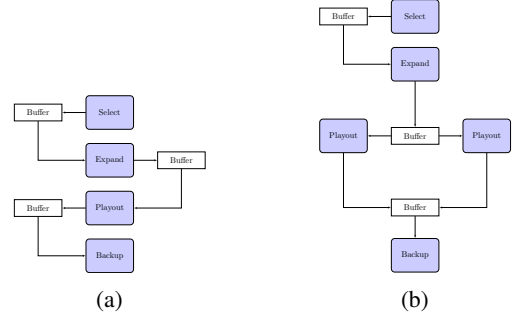 Buffer Select
Expand Buffer
Buffer Playout
Backup
(a)
Buffer Select
Expand
Playout Buffer Playout
Buffer
Backup
(b)